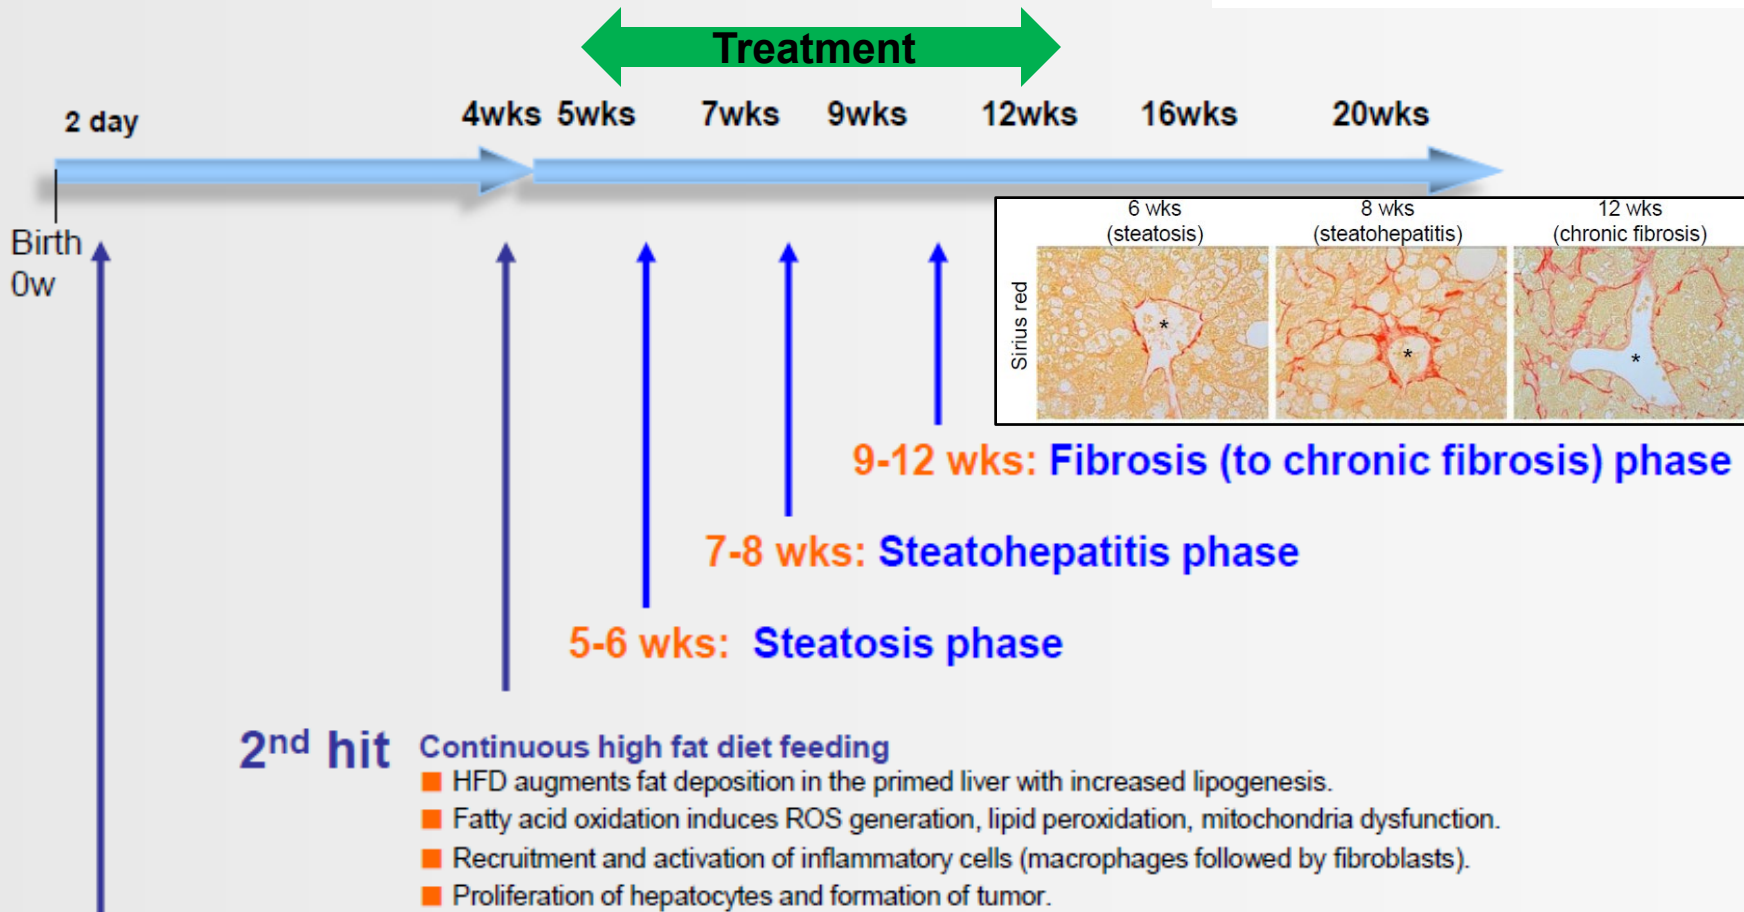 Treatment
2 day
4wks 5wks 7wks 9wks 12wks 16wks 20wks
Birth
0w
6 wks
(steatosis)
8 wks
(steatohepatitis)
12 wks
(chronic fibrosis)
Sirius red
*
*
*
9-12 wks: Fibrosis (to chronic fibrosis) phase
7-8 wks: Steatohepatitis phase
5-6 wks: Steatosis phase
2nd hit Continuous high fat diet feeding
HFD augments fat deposition in the primed liver with increased lipogenesis.
Fatty acid oxidation induces ROS generation, lipid peroxidation, mitochondria dysfunction.
Recruitment and activation of inflammatory cells (macrophages followed by fibroblasts).
Proliferation of hepatocytes and formation of tumor.